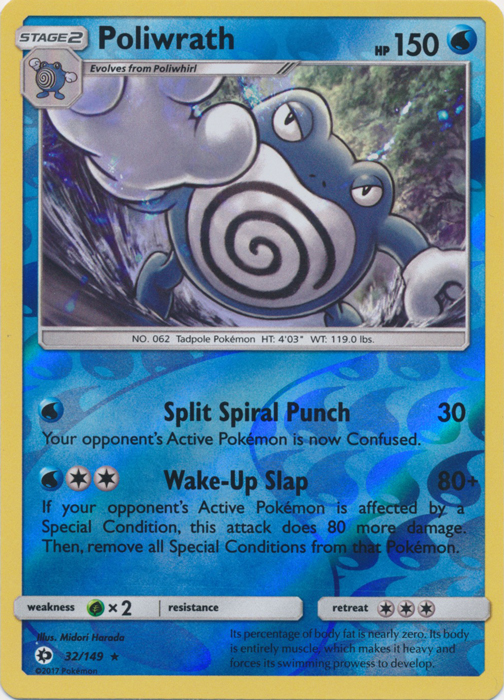 STAGE2
Poliwrath
HP 150
Evolves from Poliwhirl
NO. 062 Tadpole Pokémon HT: 4'03" WT: 119.0 lbs.
Split Spiral Punch 30
Your opponent's Active Pokémon is now Confused.
Wake-Up Slap 80+
If your opponent's Active Pokémon is affected by a
Special Condition, this attack does 80 more damage.
Then, remove all Special Conditions from that Pokémon.
weakness ×2 resistance retreat
Illus. Midori Harada
32/149 ★
©2017 Pokémon
Its percentage of body fat is nearly zero. Its body
is entirely muscle, which makes it heavy and
forces its swimming prowess to develop.